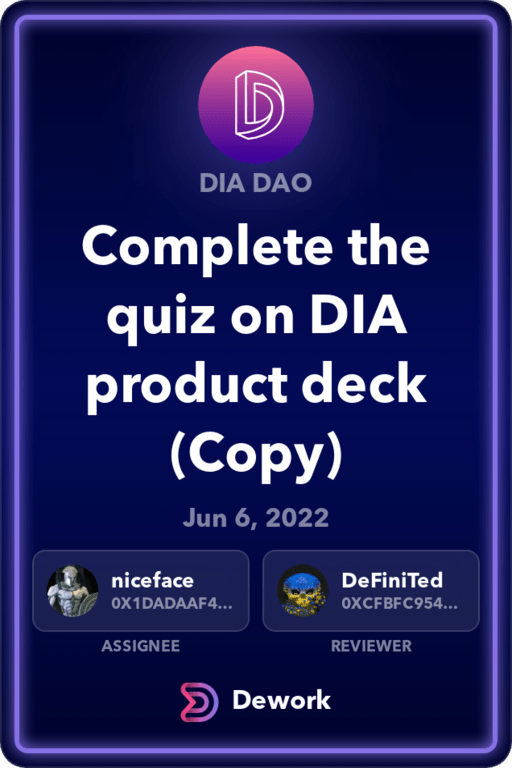 DIA DAO
Complete the
quiz on DIA
product deck
(Copy)
Jun 6, 2022
niceface
0X1DADAAF4...
ASSIGNEE
DeFiniTed
0XCFBFC954...
REVIEWER
Dework